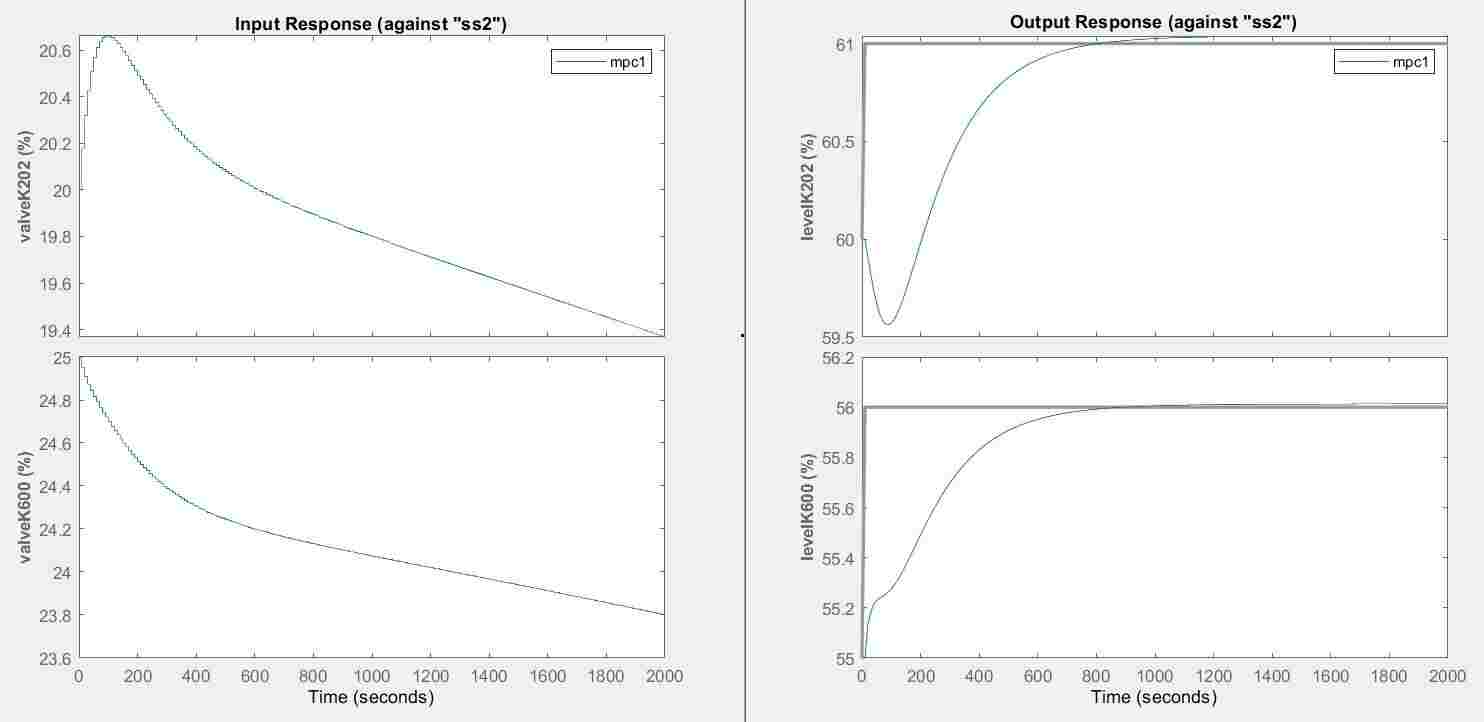 Input Response (against "ss2")
mpc1
20.6
20.4
20.2
20
19.8
19.6
19.4
valveK202 (%)
25
24.8
24.6
24.4
24.2
24
23.8
23.6
valveK600 (%)
0 200 400 600 800 1000 1200 1400 1600 1800 2000
Time (seconds)
Output Response (against "ss2")
mpc1
61
60.5
60
59.5
levelK202 (%)
56.2
56
55.8
55.6
55.4
55.2
55
levelK600 (%)
0 200 400 600 800 1000 1200 1400 1600 1800 2000
Time (seconds)